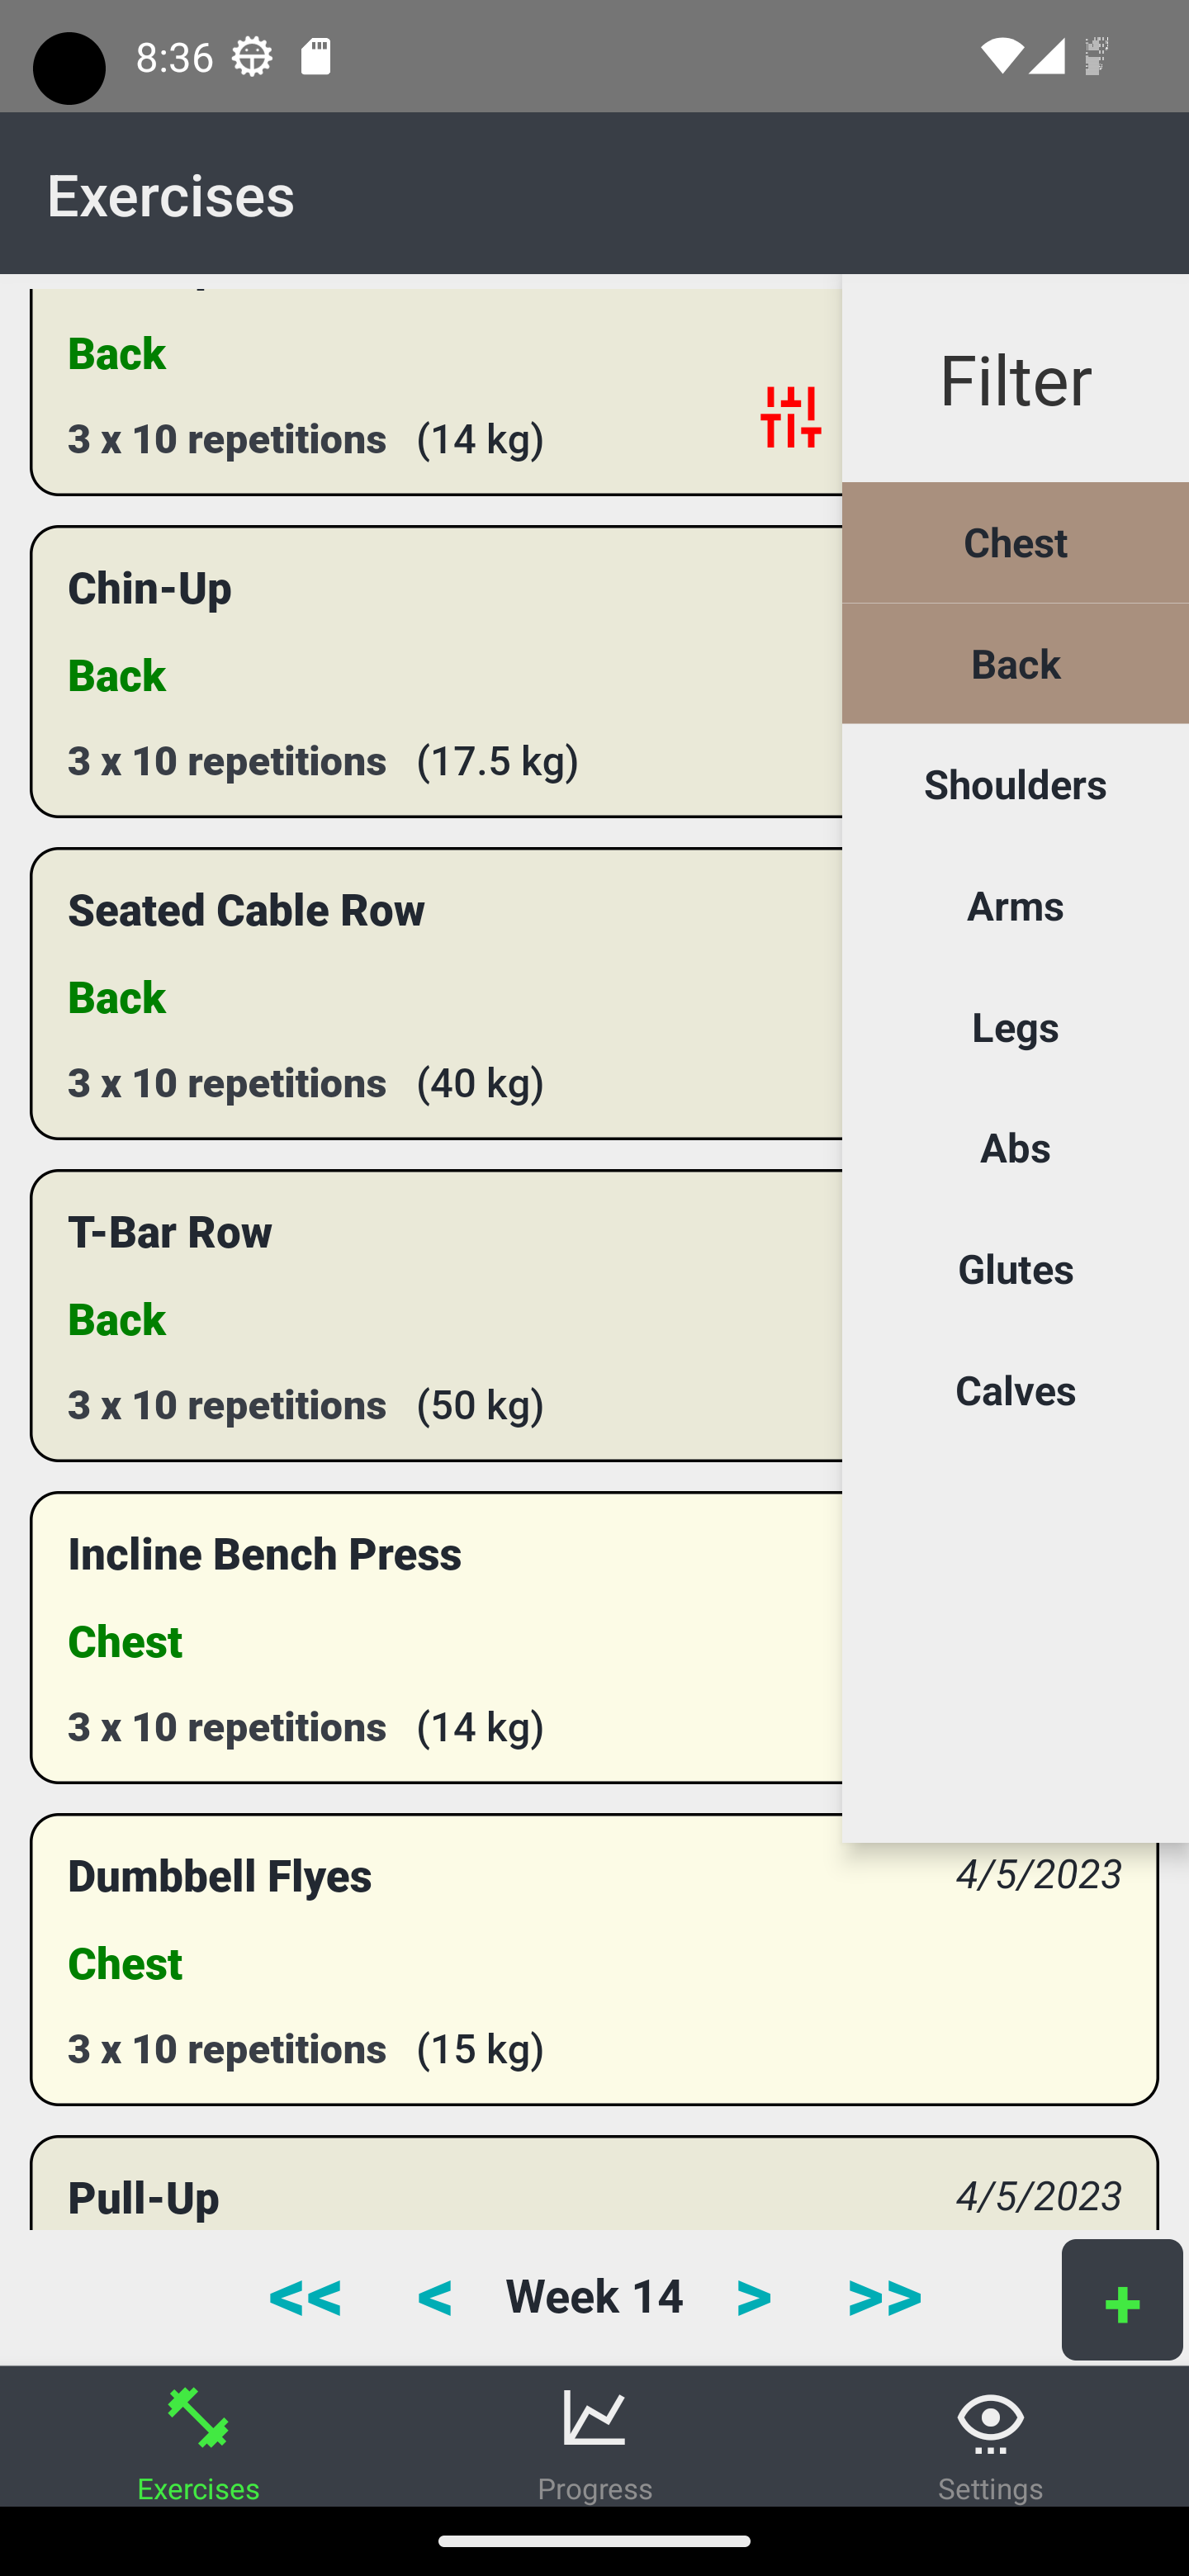 8:36
Exercises
Back
3 x 10 repetitions (14 kg)
Chin-Up
Back
3 x 10 repetitions (17.5 kg)
Seated Cable Row
Back
3 x 10 repetitions (40 kg)
T-Bar Row
Back
3 x 10 repetitions (50 kg)
Incline Bench Press
Chest
3 x 10 repetitions (14 kg)
Dumbbell Flyes 4/5/2023
Chest
3 x 10 repetitions (15 kg)
Pull-Up 4/5/2023
Filter
Chest
Back
Shoulders
Arms
Legs
Abs
Glutes
Calves
<< < Week 14 > >>
+
Exercises Progress Settings